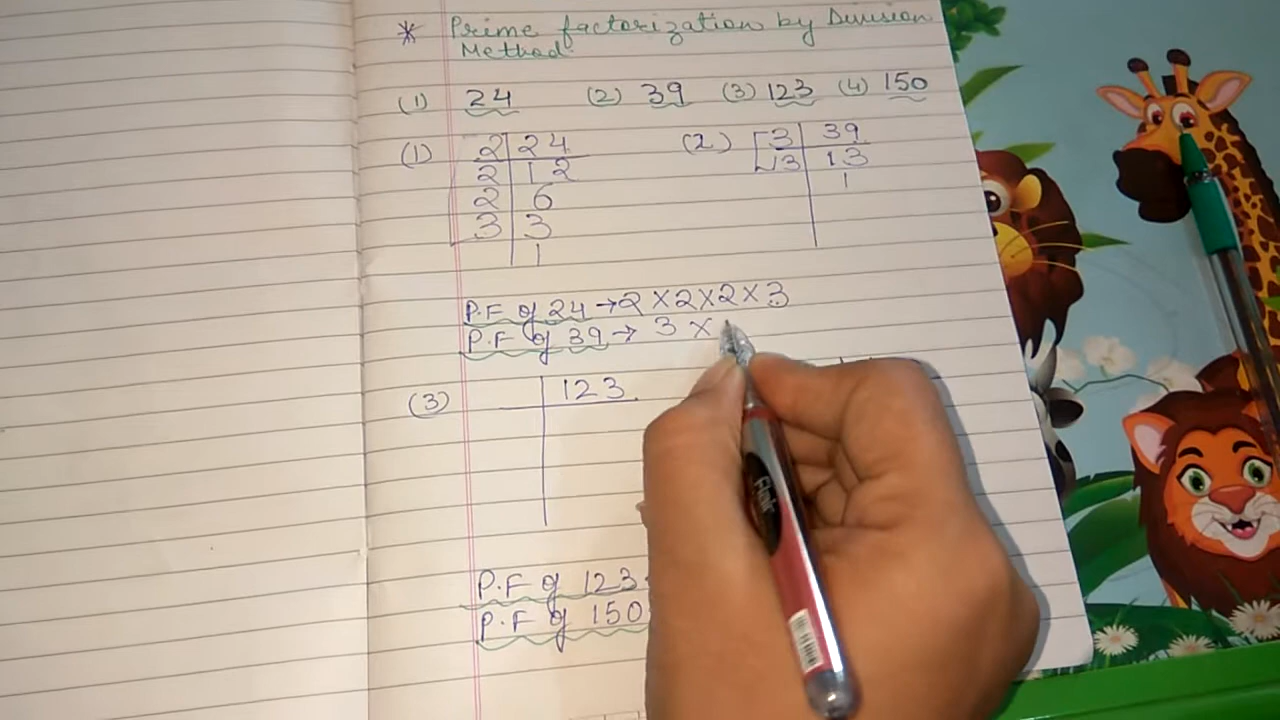 * Prime factorization by Division
Method
(1) 24 (2) 39 (3) 123 (4) 150
(1) 2 24 (2) 3 39
2 12 13 13
2 6 1
3 3
1
P.F of 24 → 2 × 2 × 2 × 3
P.F of 39 → 3 ×
(3) 123
P.F of 123
P.F of 150
Flair